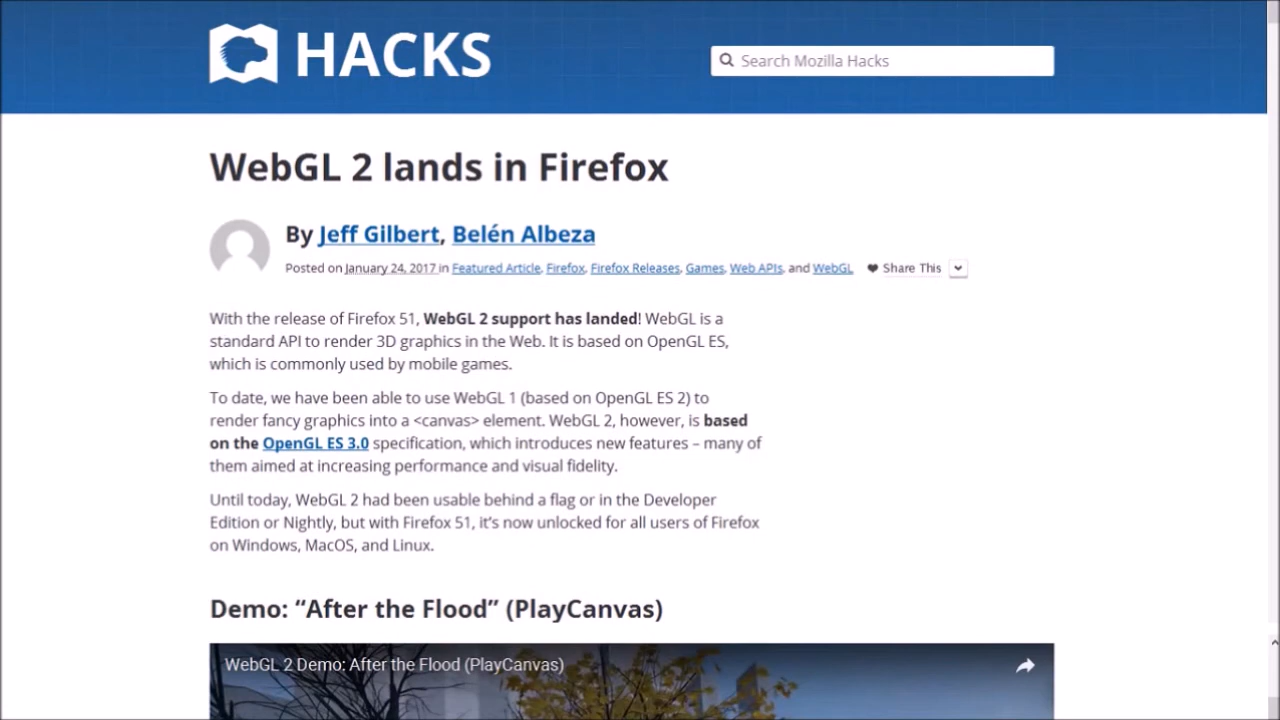 HACKS
Search Mozilla Hacks
WebGL 2 lands in Firefox
By Jeff Gilbert, Belén Albeza
Posted on January 24, 2017 in Featured Article, Firefox, Firefox Releases, Games, Web APIs, and WebGL Share This
With the release of Firefox 51, WebGL 2 support has landed! WebGL is a
standard API to render 3D graphics in the Web. It is based on OpenGL ES,
which is commonly used by mobile games.
To date, we have been able to use WebGL 1 (based on OpenGL ES 2) to
render fancy graphics into a <canvas> element. WebGL 2, however, is based
on the OpenGL ES 3.0 specification, which introduces new features – many of
them aimed at increasing performance and visual fidelity.
Until today, WebGL 2 had been usable behind a flag or in the Developer
Edition or Nightly, but with Firefox 51, it’s now unlocked for all users of Firefox
on Windows, MacOS, and Linux.
Demo: “After the Flood” (PlayCanvas)
WebGL 2 Demo: After the Flood (PlayCanvas)